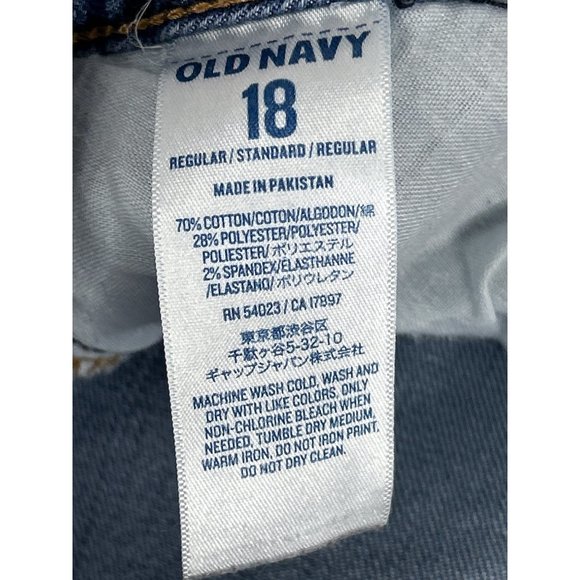 OLD NAVY
18
REGULAR / STANDARD / REGULAR
MADE IN PAKISTAN
70% COTTON/COTON/ALGODON/綿
28% POLYESTER/POLYESTER/
POLIESTER/ポリエステル
2% SPANDEX/ÉLASTHANNE
/ELASTANO/ポリウレタン
RN 54023 / CA 17897
東京都渋谷区
千駄ヶ谷5-32-10
ギャップジャパン株式会社
MACHINE WASH COLD, WASH AND
DRY WITH LIKE COLORS, ONLY
NON-CHLORINE BLEACH WHEN
NEEDED, TUMBLE DRY MEDIUM,
WARM IRON, DO NOT IRON PRINT,
DO NOT DRY CLEAN.